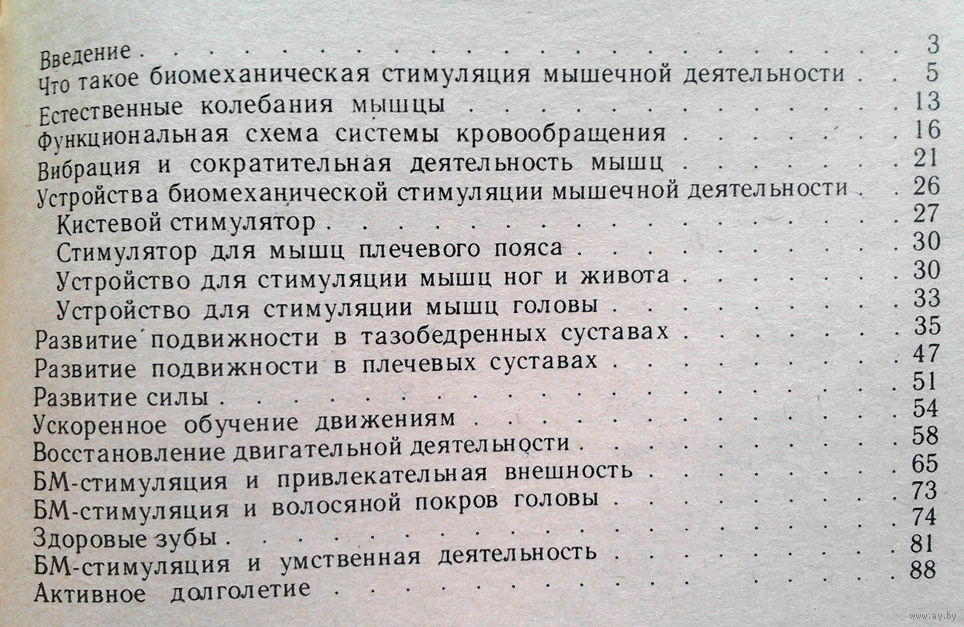 Введение . . . . . . . . . . . . . . . . . . . 3
Что такое биомеханическая стимуляция мышечной деятельности . . 5
Естественные колебания мышцы . . . . . . . . . . 13
Функциональная схема системы кровообращения . . . . . . 16
Вибрация и сократительная деятельность мышц . . . . . . 21
Устройства биомеханической стимуляции мышечной деятельности . . 26
Кистевой стимулятор . . . . . . . . . . . . . 27
Стимулятор для мышц плечевого пояса . . . . . . . . 30
Устройство для стимуляции мышц ног и живота . . . . . . 30
Устройство для стимуляции мышц головы . . . . . . . 33
Развитие подвижности в тазобедренных суставах . . . . . . 35
Развитие подвижности в плечевых суставах . . . . . . . 47
Развитие силы . . . . . . . . . . . . . . . 51
Ускоренное обучение движениям . . . . . . . . . . 54
Восстановление двигательной деятельности . . . . . . . 58
БМ-стимуляция и привлекательная внешность . . . . . . 65
БМ-стимуляция и волосяной покров головы . . . . . . . 73
Здоровые зубы . . . . . . . . . . . . . . . 74
БМ-стимуляция и умственная деятельность . . . . . . . 81
Активное долголетие . . . . . . . . . . . . . 88
www.ay.by